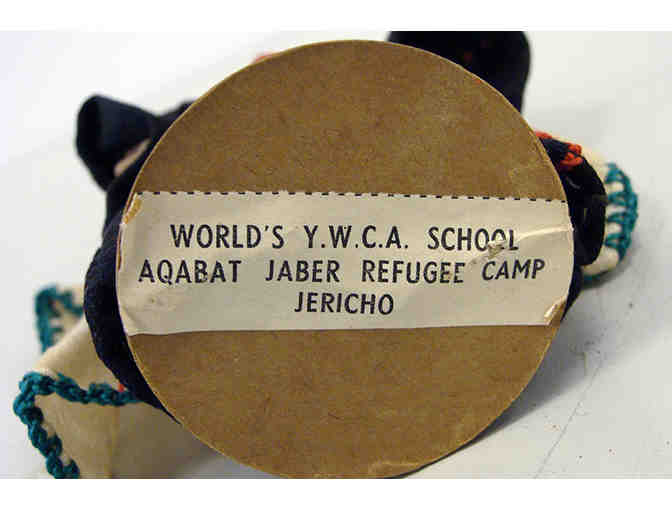 WORLD'S Y.W.C.A. SCHOOL
AQABAT JABER REFUGEE CAMP
JERICHO